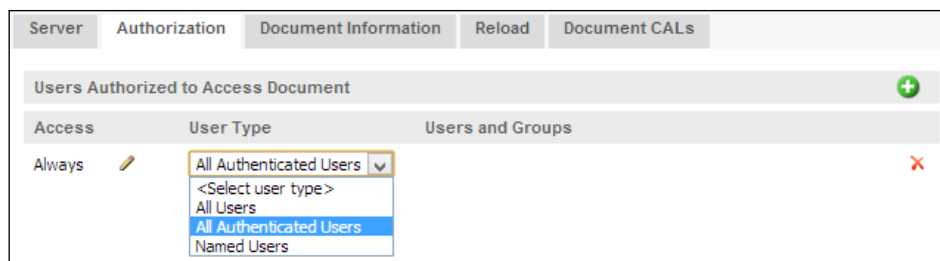 Server Authorization Document Information Reload Document CALs
Users Authorized to Access Document
Access User Type Users and Groups
Always All Authenticated Users
<Select user type>
All Users
All Authenticated Users
Named Users